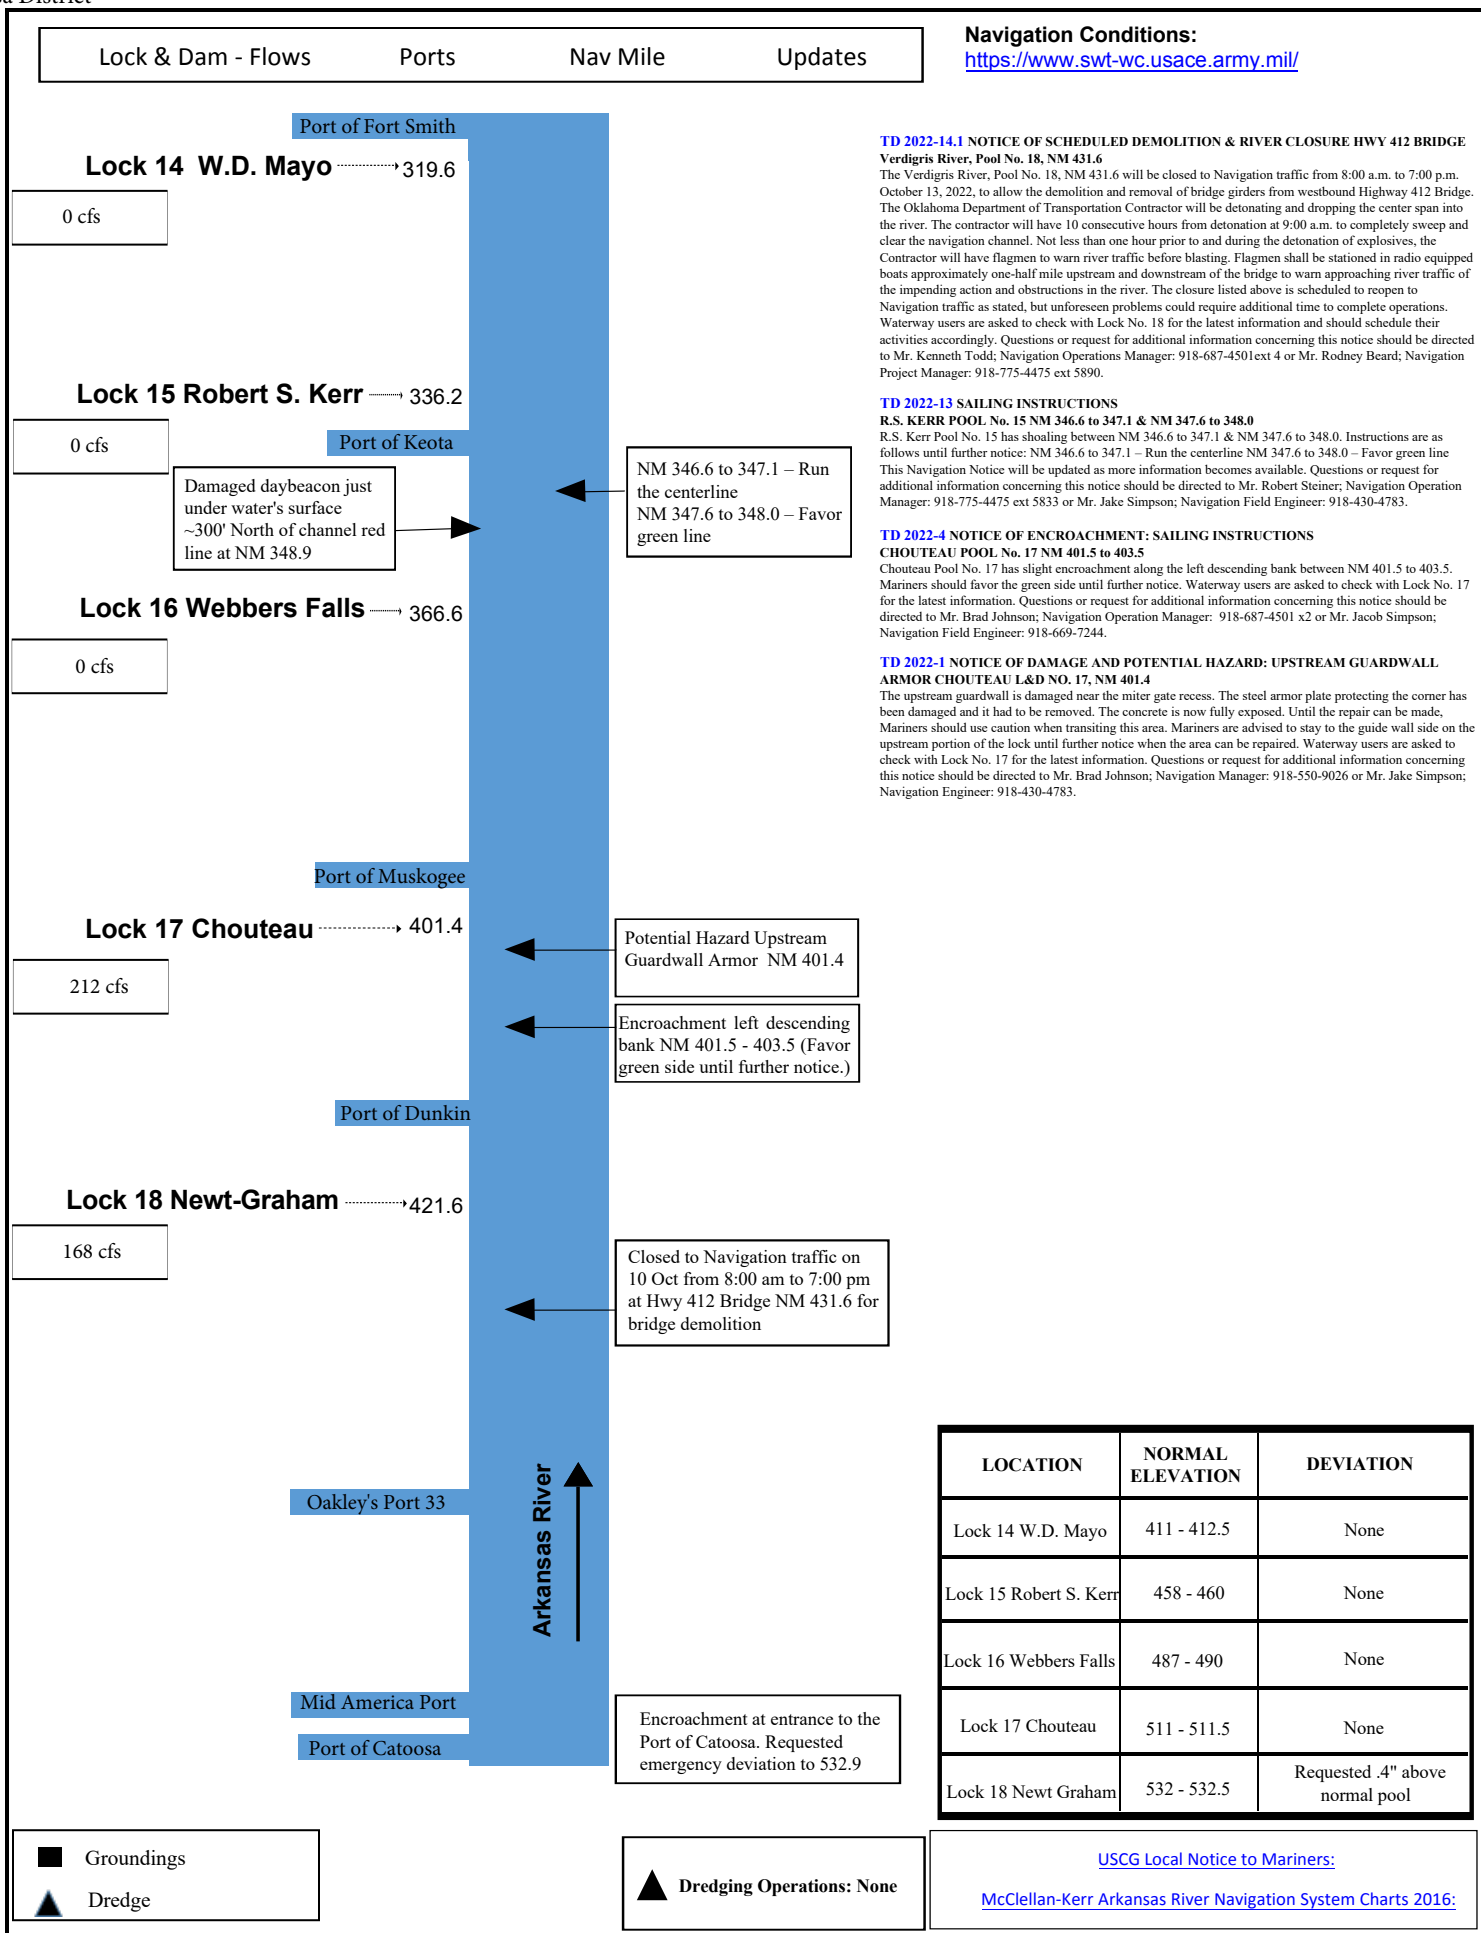 District
Lock & Dam - Flows Ports Nav Mile Updates
Navigation Conditions:
https://www.swt-wc.usace.army.mil/
Port of Fort Smith
Lock 14 W.D. Mayo 319.6
0 cfs
Lock 15 Robert S. Kerr 336.2
0 cfs
Port of Keota
Damaged daybeacon just
under water's surface
~300' North of channel red
line at NM 348.9
NM 346.6 to 347.1 – Run
the centerline
NM 347.6 to 348.0 – Favor
green line
Lock 16 Webbers Falls 366.6
0 cfs
Port of Muskogee
Lock 17 Chouteau 401.4
212 cfs
Potential Hazard Upstream
Guardwall Armor NM 401.4
Encroachment left descending
bank NM 401.5 - 403.5 (Favor
green side until further notice.)
Port of Dunkin
Lock 18 Newt-Graham 421.6
168 cfs
Closed to Navigation traffic on
10 Oct from 8:00 am to 7:00 pm
at Hwy 412 Bridge NM 431.6 for
bridge demolition
Arkansas River
Oakley's Port 33
Mid America Port
Port of Catoosa
Encroachment at entrance to the
Port of Catoosa. Requested
emergency deviation to 532.9
TD 2022-14.1 NOTICE OF SCHEDULED DEMOLITION & RIVER CLOSURE HWY 412 BRIDGE
Verdigris River, Pool No. 18, NM 431.6
The Verdigris River, Pool No. 18, NM 431.6 will be closed to Navigation traffic from 8:00 a.m. to 7:00 p.m.
October 13, 2022, to allow the demolition and removal of bridge girders from westbound Highway 412 Bridge.
The Oklahoma Department of Transportation Contractor will be detonating and dropping the center span into
the river. The contractor will have 10 consecutive hours from detonation at 9:00 a.m. to completely sweep and
clear the navigation channel. Not less than one hour prior to and during the detonation of explosives, the
Contractor will have flagmen to warn river traffic before blasting. Flagmen shall be stationed in radio equipped
boats approximately one-half mile upstream and downstream of the bridge to warn approaching river traffic of
the impending action and obstructions in the river. The closure listed above is scheduled to reopen to
Navigation traffic as stated, but unforeseen problems could require additional time to complete operations.
Waterway users are asked to check with Lock No. 18 for the latest information and should schedule their
activities accordingly. Questions or request for additional information concerning this notice should be directed
to Mr. Kenneth Todd; Navigation Operations Manager: 918-687-4501ext 4 or Mr. Rodney Beard; Navigation
Project Manager: 918-775-4475 ext 5890.
TD 2022-13 SAILING INSTRUCTIONS
R.S. KERR POOL No. 15 NM 346.6 to 347.1 & NM 347.6 to 348.0
R.S. Kerr Pool No. 15 has shoaling between NM 346.6 to 347.1 & NM 347.6 to 348.0. Instructions are as
follows until further notice: NM 346.6 to 347.1 – Run the centerline NM 347.6 to 348.0 – Favor green line
This Navigation Notice will be updated as more information becomes available. Questions or request for
additional information concerning this notice should be directed to Mr. Robert Steiner; Navigation Operation
Manager: 918-775-4475 ext 5833 or Mr. Jake Simpson; Navigation Field Engineer: 918-430-4783.
TD 2022-4 NOTICE OF ENCROACHMENT: SAILING INSTRUCTIONS
CHOUTEAU POOL No. 17 NM 401.5 to 403.5
Chouteau Pool No. 17 has slight encroachment along the left descending bank between NM 401.5 to 403.5.
Mariners should favor the green side until further notice. Waterway users are asked to check with Lock No. 17
for the latest information. Questions or request for additional information concerning this notice should be
directed to Mr. Brad Johnson; Navigation Operation Manager: 918-687-4501 x2 or Mr. Jacob Simpson;
Navigation Field Engineer: 918-669-7244.
TD 2022-1 NOTICE OF DAMAGE AND POTENTIAL HAZARD: UPSTREAM GUARDWALL
ARMOR CHOUTEAU L&D NO. 17, NM 401.4
The upstream guardwall is damaged near the miter gate recess. The steel armor plate protecting the corner has
been damaged and it had to be removed. The concrete is now fully exposed. Until the repair can be made,
Mariners should use caution when transiting this area. Mariners are advised to stay to the guide wall side on the
upstream portion of the lock until further notice when the area can be repaired. Waterway users are asked to
check with Lock No. 17 for the latest information. Questions or request for additional information concerning
this notice should be directed to Mr. Brad Johnson; Navigation Manager: 918-550-9026 or Mr. Jake Simpson;
Navigation Engineer: 918-430-4783.
LOCATION NORMAL ELEVATION DEVIATION
Lock 14 W.D. Mayo 411 - 412.5 None
Lock 15 Robert S. Kerr 458 - 460 None
Lock 16 Webbers Falls 487 - 490 None
Lock 17 Chouteau 511 - 511.5 None
Lock 18 Newt Graham 532 - 532.5 Requested .4" above normal pool
Groundings
Dredge
Dredging Operations: None
USCG Local Notice to Mariners:
McClellan-Kerr Arkansas River Navigation System Charts 2016: